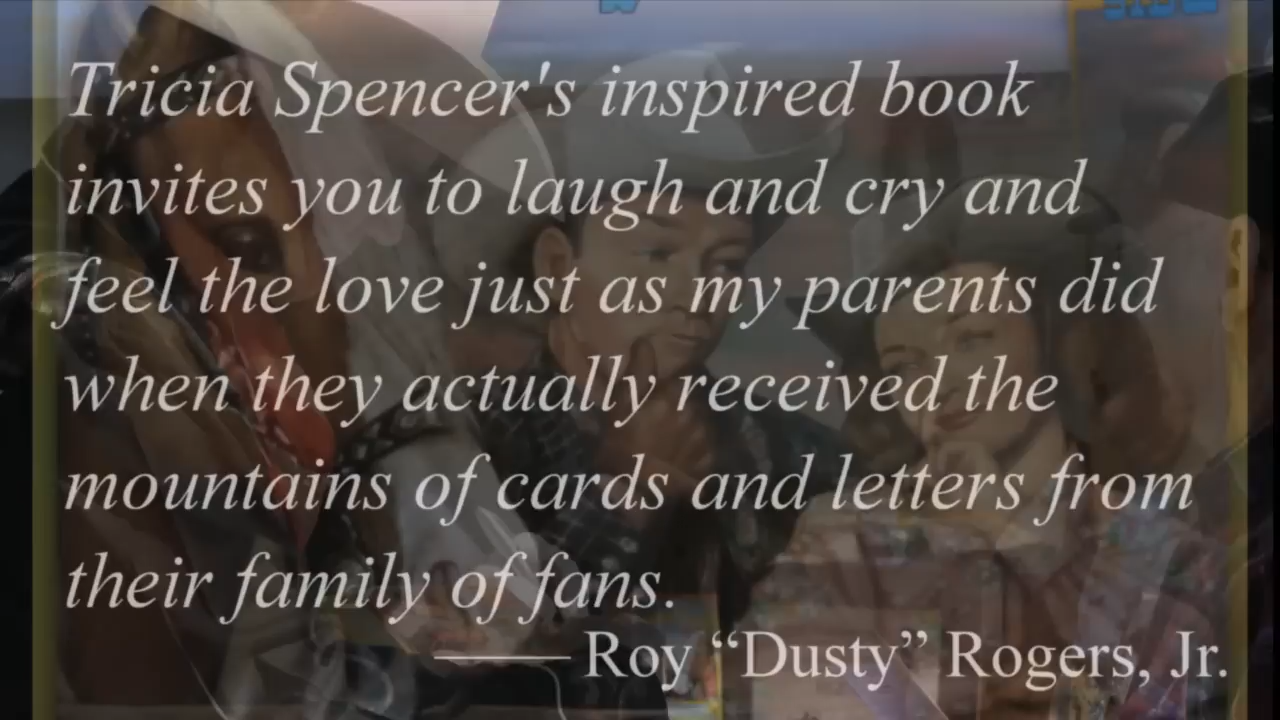 Tricia Spencer's inspired book
invites you to laugh and cry and
feel the love just as my parents did
when they actually received the
mountains of cards and letters from
their family of fans.
—— Roy “Dusty” Rogers, Jr.